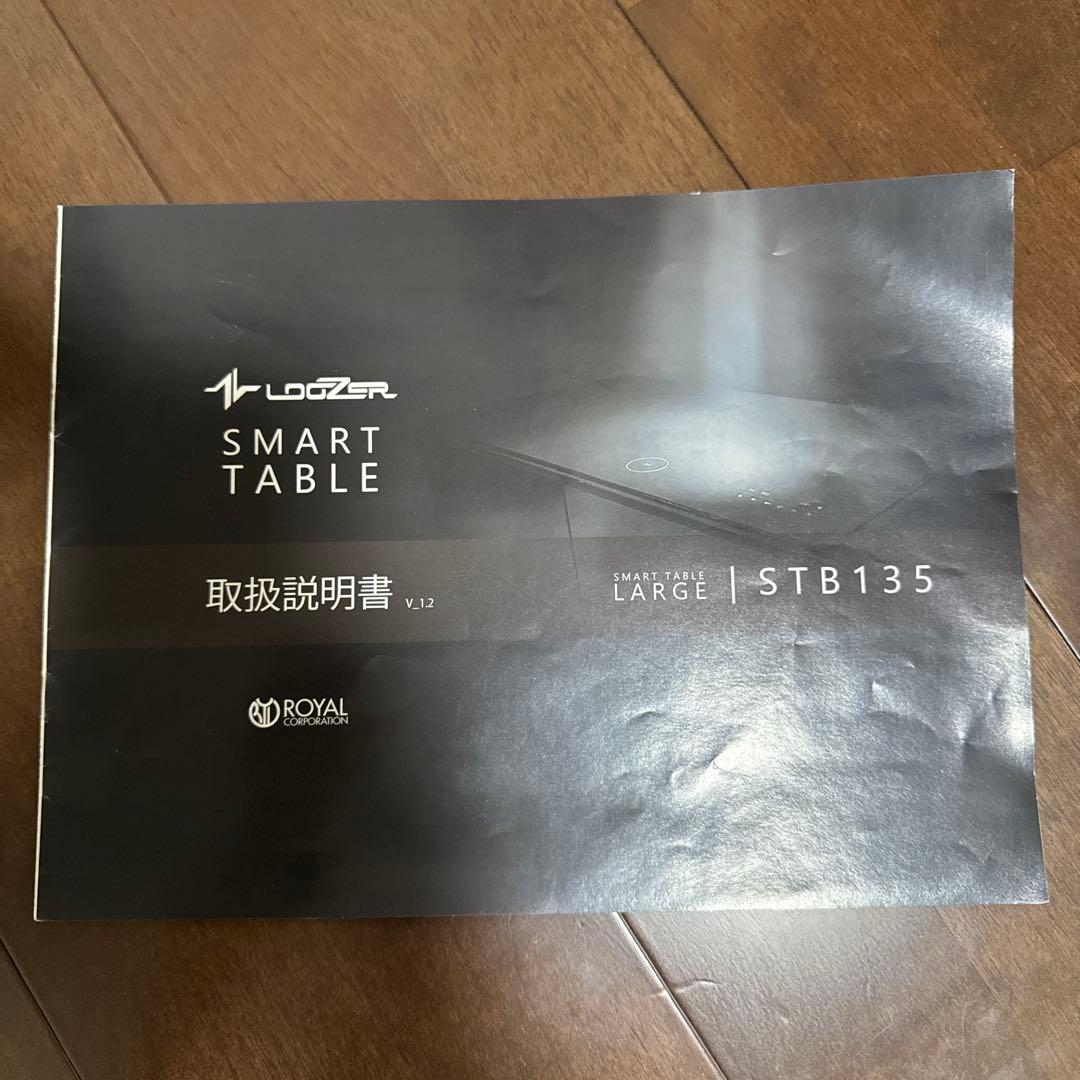 LOOZER
SMART
TABLE
取扱説明書 V_1.2
SMART TABLE
LARGE | STB135
ROYAL
CORPORATION